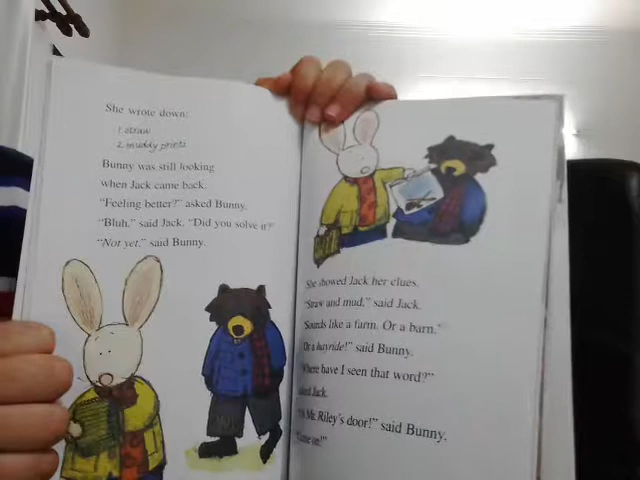 She wrote down:
1. straw
2. muddy prints
Bunny was still looking
when Jack came back.
"Feeling better?" asked Bunny.
"Bluh," said Jack. "Did you solve it?"
"Not yet," said Bunny.
She showed Jack her clues.
"Straw and mud," said Jack.
"Sounds like a farm. Or a barn."
"Or a hayride!" said Bunny.
"Where have I seen that word?"
asked Jack.
Mr. Riley's door!" said Bunny.
"Come on!"